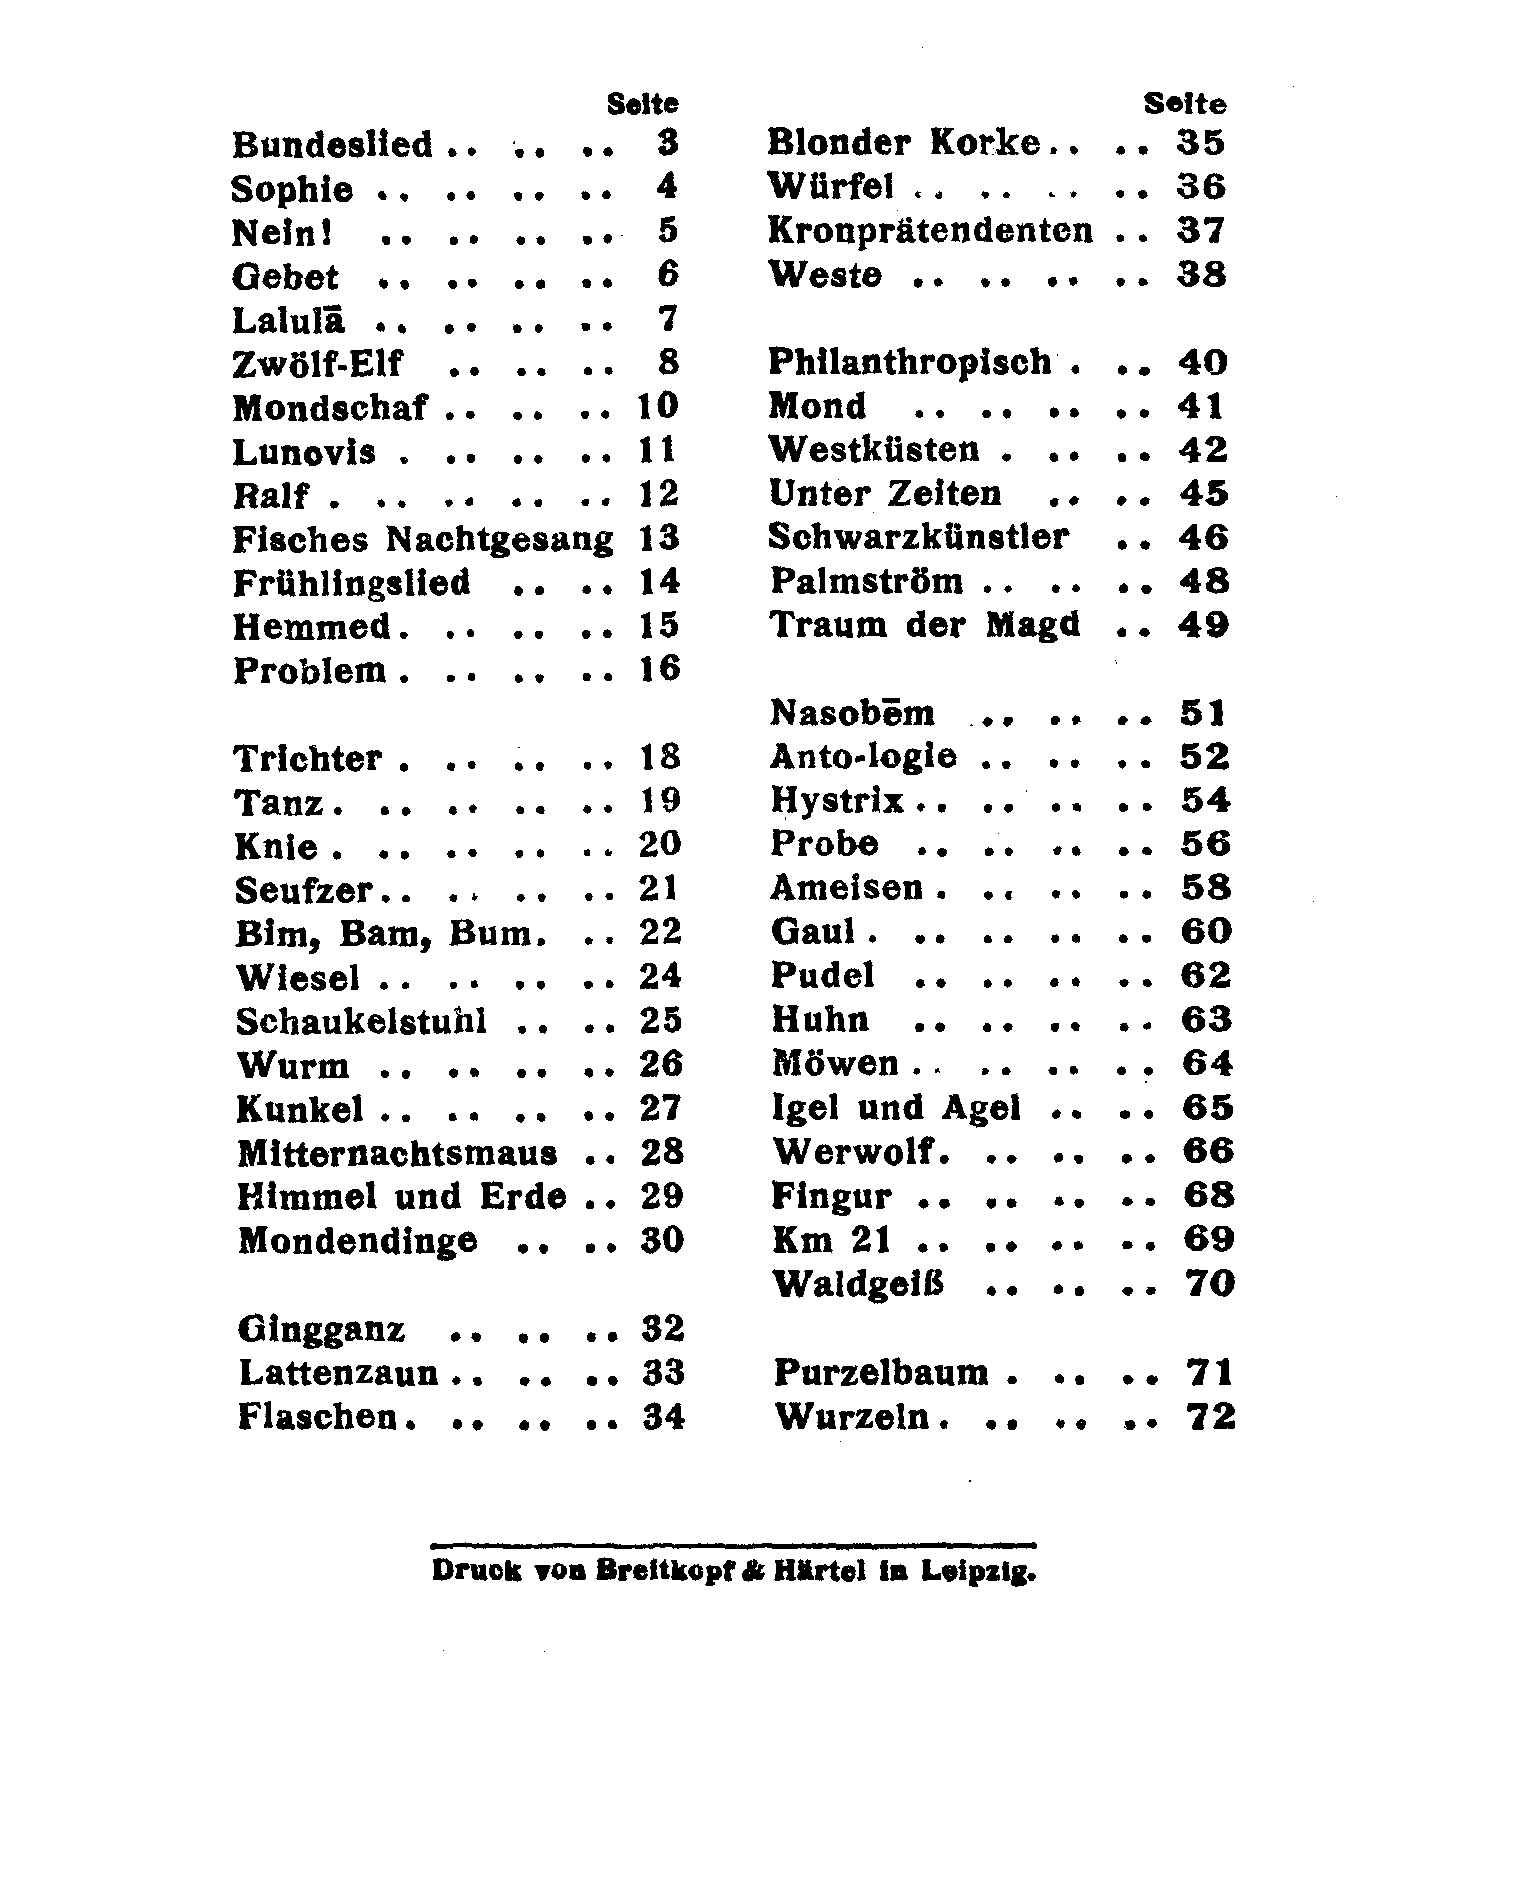 Seite
Bundeslied .. .. .. 3
Sophie .. .. .. .. 4
Nein! .. .. .. .. 5
Gebet .. .. .. .. 6
Lalulā .. .. .. .. 7
Zwölf-Elf .. .. .. 8
Mondschaf .. .. .. 10
Lunovis . .. .. .. 11
Ralf . .. .. .. .. 12
Fisches Nachtgesang 13
Frühlingslied .. .. 14
Hemmed . .. .. .. 15
Problem . .. .. .. 16
Trichter . .. .. .. 18
Tanz . .. .. .. .. 19
Knie . .. .. .. .. 20
Seufzer .. .. .. .. 21
Bim, Bam, Bum. .. 22
Wiesel .. .. .. .. 24
Schaukelstuhl .. .. 25
Wurm .. .. .. .. 26
Kunkel .. .. .. .. 27
Mitternachtsmaus .. 28
Himmel und Erde .. 29
Mondendinge .. .. 30
Gingganz .. .. .. 32
Lattenzaun .. .. .. 33
Flaschen . .. .. .. 34
Seite
Blonder Korke .. .. 35
Würfel .. .. .. .. 36
Kronprätendenten .. 37
Weste .. .. .. .. 38
Philanthropisch . .. 40
Mond .. .. .. .. 41
Westküsten . .. .. 42
Unter Zeiten .. .. 45
Schwarzkünstler .. 46
Palmström .. .. .. 48
Traum der Magd .. 49
Nasobēm .. .. .. 51
Anto-logie .. .. .. 52
Hystrix .. .. .. .. 54
Probe .. .. .. .. 56
Ameisen . .. .. .. 58
Gaul . .. .. .. .. 60
Pudel .. .. .. .. 62
Huhn .. .. .. .. 63
Möwen .. .. .. .. 64
Igel und Agel .. .. 65
Werwolf . .. .. .. 66
Fingur .. .. .. .. 68
Km 21 .. .. .. .. 69
Waldgeiß .. .. .. 70
Purzelbaum . .. .. 71
Wurzeln . .. .. .. 72
Druck von Breitkopf & Härtel in Leipzig.